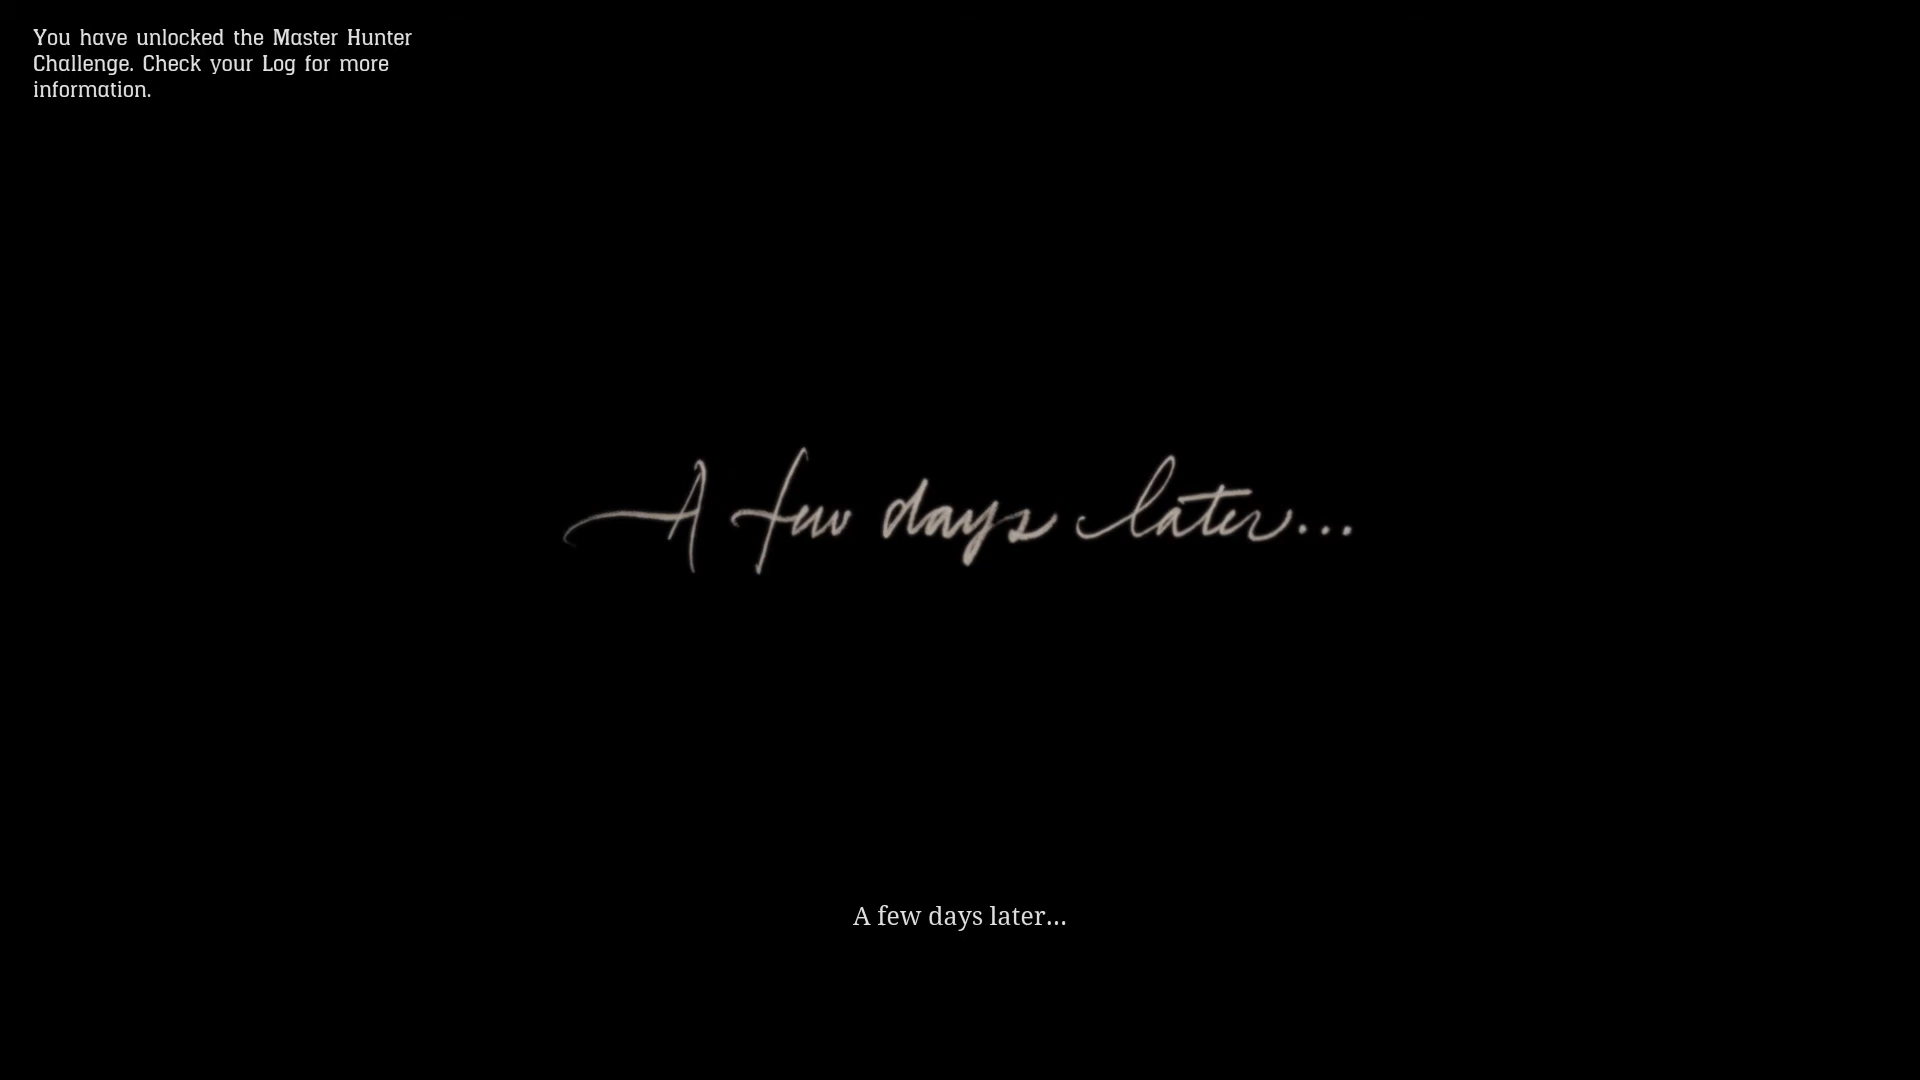 You have unlocked the Master Hunter
Challenge. Check your Log for more
information.
A few days later...
A few days later...